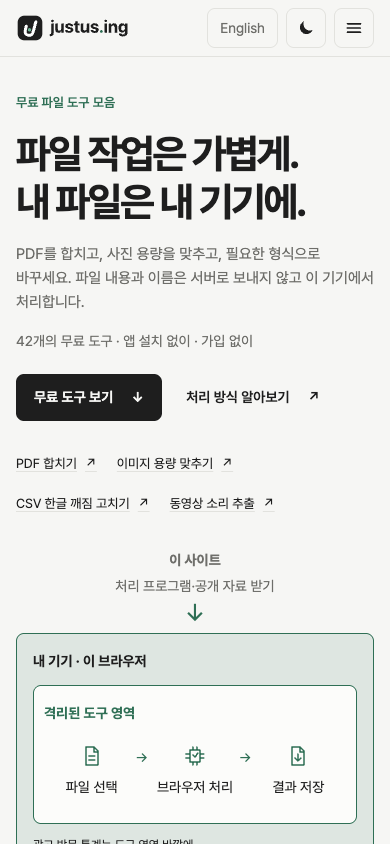 justus.ing
English
무료 파일 도구 모음
파일 작업은 가볍게.
내 파일은 내 기기에.
PDF를 합치고, 사진 용량을 맞추고, 필요한 형식으로
바꾸세요. 파일 내용과 이름은 서버로 보내지 않고 이 기기에서
처리합니다.
42개의 무료 도구 · 앱 설치 없이 · 가입 없이
무료 도구 보기 ↓ 처리 방식 알아보기 ↗
PDF 합치기 ↗ 이미지 용량 맞추기 ↗
CSV 한글 깨짐 고치기 ↗ 동영상 소리 추출 ↗
이 사이트
처리 프로그램·공개 자료 받기
↓
내 기기 · 이 브라우저
격리된 도구 영역
→ →
파일 선택 브라우저 처리 결과 저장